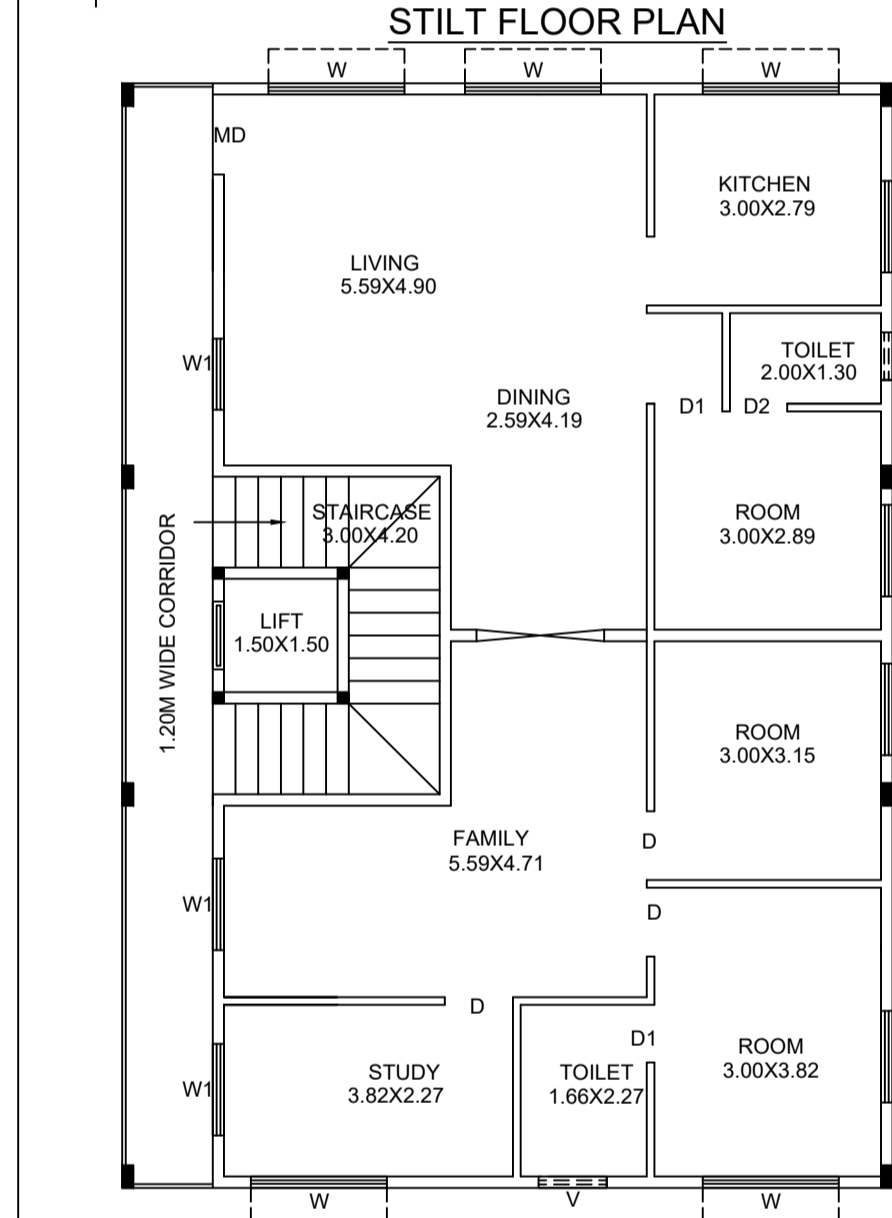 STILT FLOOR PLAN
W
W
W
MD
KITCHEN
3.00X2.79
LIVING
5.59X4.90
W1
TOILET
2.00X1.30
DINING
2.59X4.19
D1
D2
STAIRCASE
3.00X4.20
ROOM
3.00X2.89
1.20M WIDE CORRIDOR
LIFT
1.50X1.50
ROOM
3.00X3.15
FAMILY
5.59X4.71
D
W1
D
D
D1
STUDY
3.82X2.27
TOILET
1.66X2.27
ROOM
3.00X3.82
W1
W
V
W